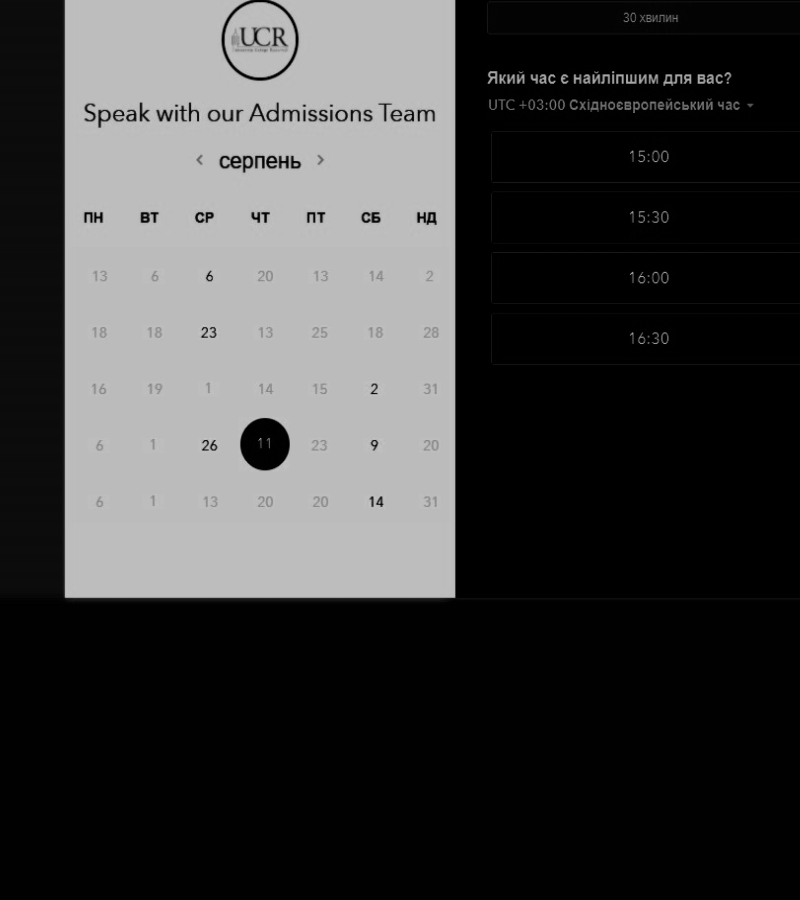 UCR
Speak with our Admissions Team
серпень
ПН ВТ СР ЧТ ПТ СБ НД
13 6 6 20 13 14 2
18 18 23 13 25 18 28
16 19 1 14 15 2 31
6 1 26 11 23 9 20
6 1 13 20 20 14 31
30 хвилин
Який час є найліпшим для вас?
UTC +03:00 Східноєвропейський час
15:00
15:30
16:00
16:30